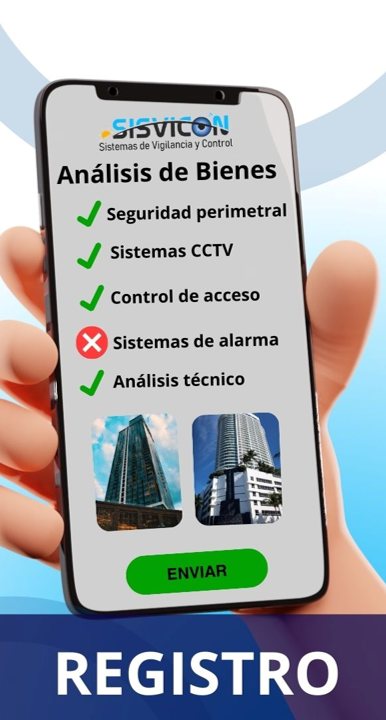 SISVICON
Sistemas de Vigilancia y Control
Análisis de Bienes
Seguridad perimetral
Sistemas CCTV
Control de acceso
Sistemas de alarma
Análisis técnico
ENVIAR
REGISTRO